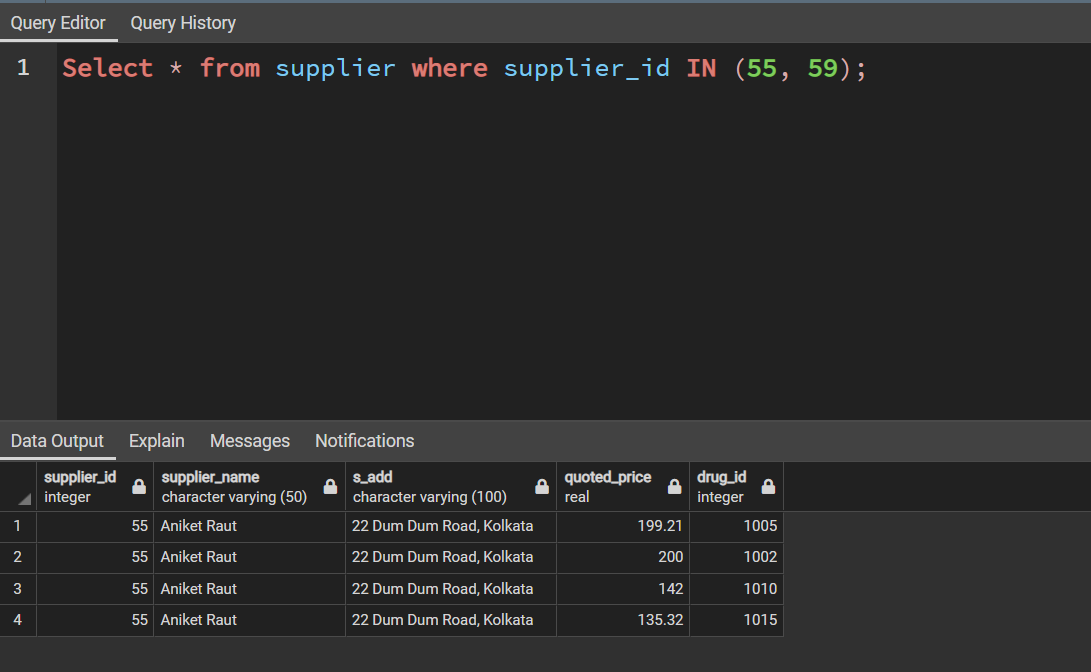 Query Editor Query History
1 Select * from supplier where supplier_id IN (55, 59);
Data Output Explain Messages Notifications
supplier_id supplier_name s_add quoted_price drug_id
integer character varying (50) character varying (100) real integer
1 55 Aniket Raut 22 Dum Dum Road, Kolkata 199.21 1005
2 55 Aniket Raut 22 Dum Dum Road, Kolkata 200 1002
3 55 Aniket Raut 22 Dum Dum Road, Kolkata 142 1010
4 55 Aniket Raut 22 Dum Dum Road, Kolkata 135.32 1015